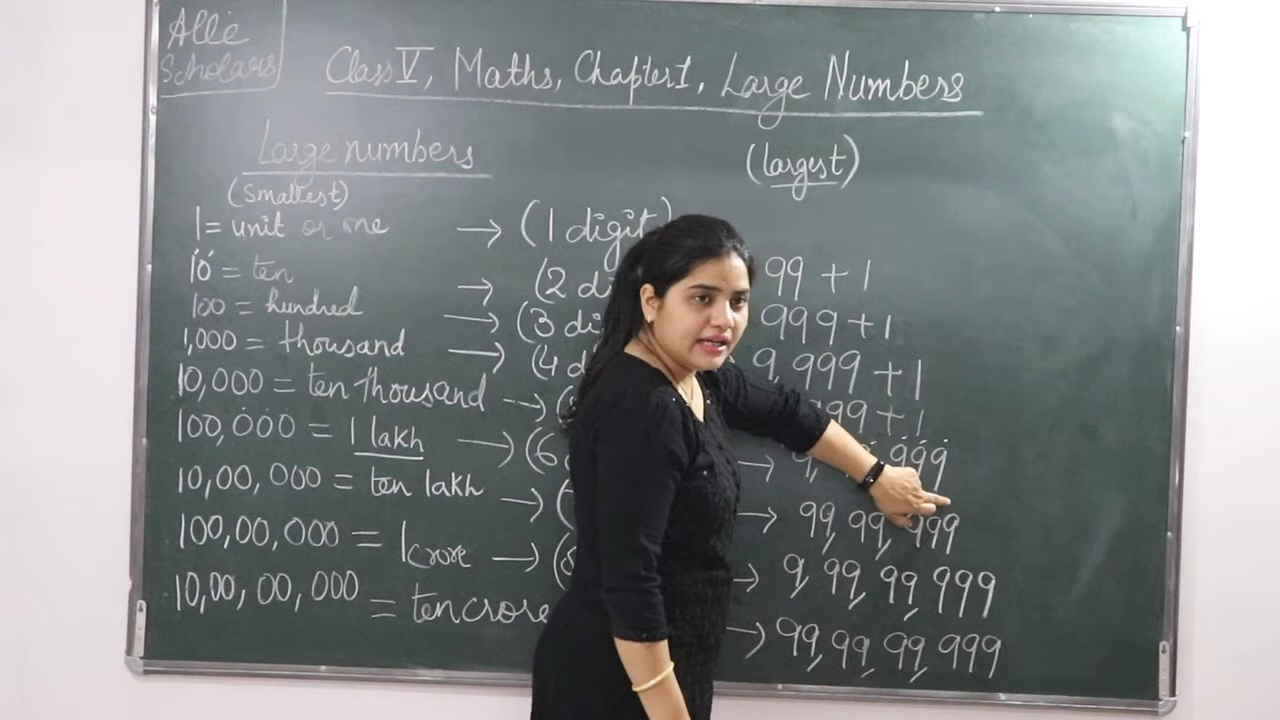 Alle
Scholars
Class V, Maths, Chapter 1, Large Numbers
Large numbers
(Smallest)
(largest)
1 = unit or one → (1 digit)
10 = ten → (2 di 99 + 1
100 = hundred → (3 di 999 + 1
1,000 = thousand → (4 d 9,999 + 1
10,000 = ten thousand → ( 999 + 1
100,000 = 1 lakh → (6 → 9, 999
10,00,000 = ten lakh → ( → 99,99,999
100,00,000 = 1 crore → (8 → 9,99,99,999
10,00,00,000 = ten crore → 99,99,99,999